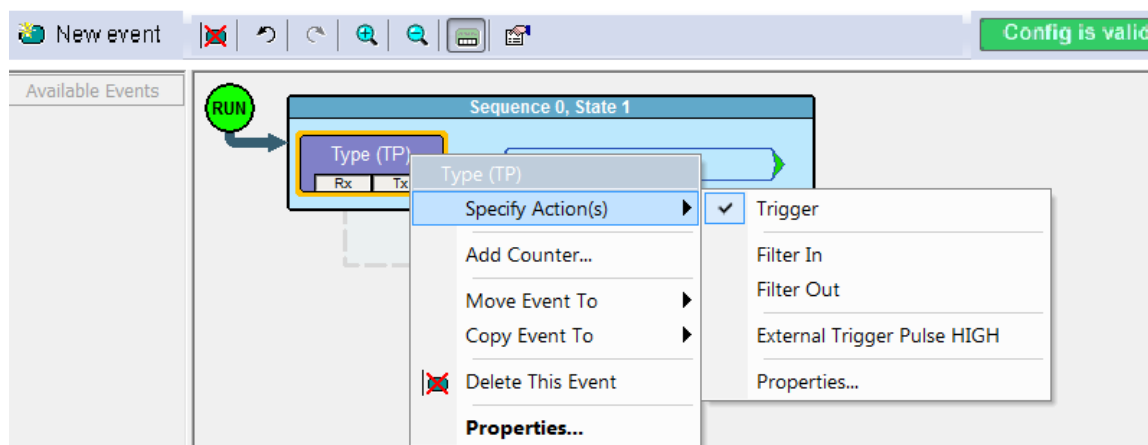 New event
Config is valid
Available Events
RUN
Sequence 0, State 1
Type (TP)
Rx
Tx
Type (TP)
Specify Action(s)
Add Counter...
Move Event To
Copy Event To
Delete This Event
Properties...
Trigger
Filter In
Filter Out
External Trigger Pulse HIGH
Properties...